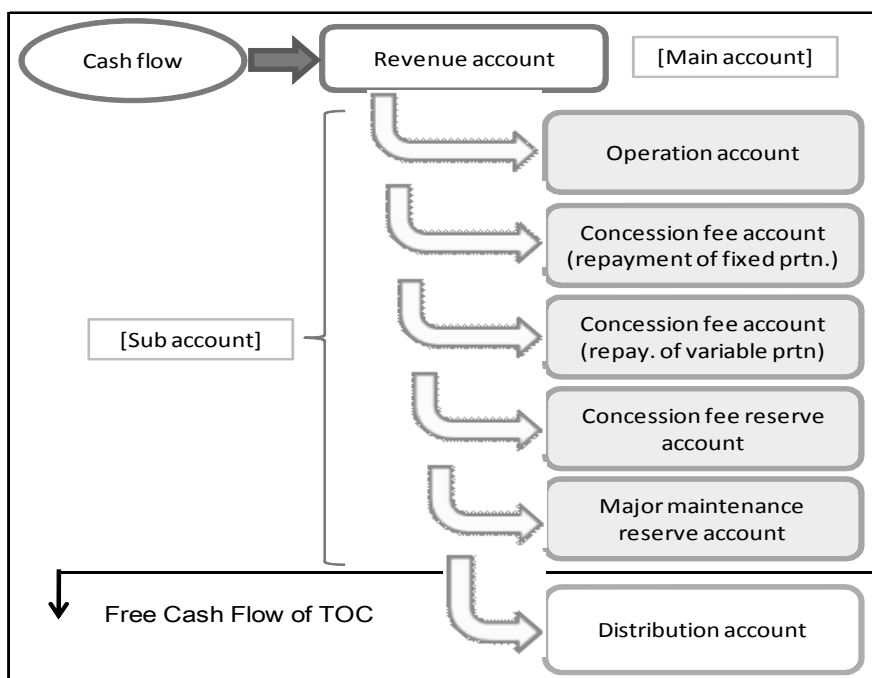 Cash flow
Revenue account
[Main account]
Operation account
Concession fee account
(repayment of fixed prtn.)
[Sub account]
Concession fee account
(repay. of variable prtn)
Concession fee reserve
account
Major maintenance
reserve account
Free Cash Flow of TOC
Distribution account